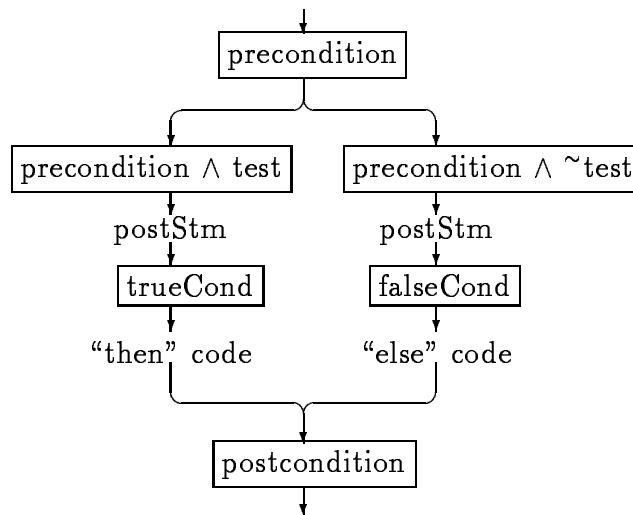 precondition
precondition ∧ test
precondition ∧ ~test
postStm
postStm
trueCond
falseCond
“then” code
“else” code
postcondition